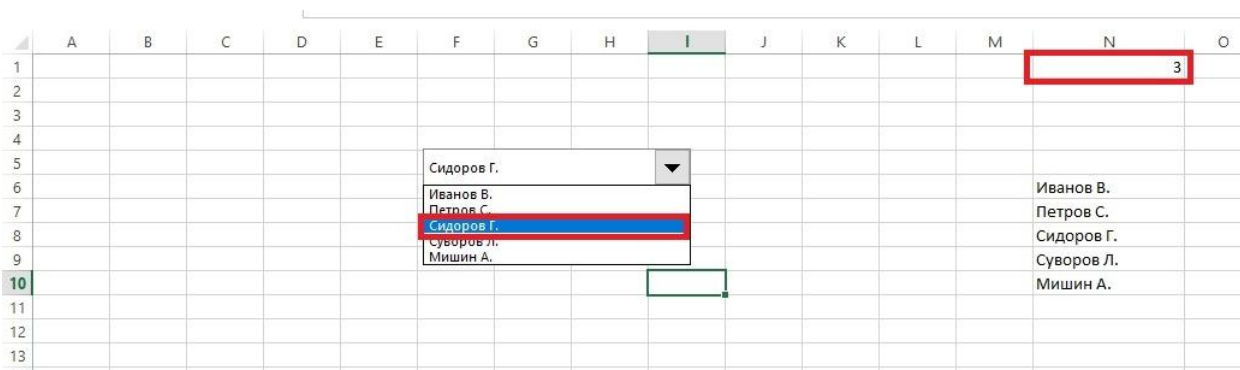 A B C D E F G H I J K L M N O
1 3
2
3
4
5 Сидоров Г.
6 Иванов В. Иванов В.
7 Петров С. Петров С.
Сидоров Г.
8 Сидоров Г.
Суворов Л.
9 Мишин А. Суворов Л.
10 Мишин А.
11
12
13